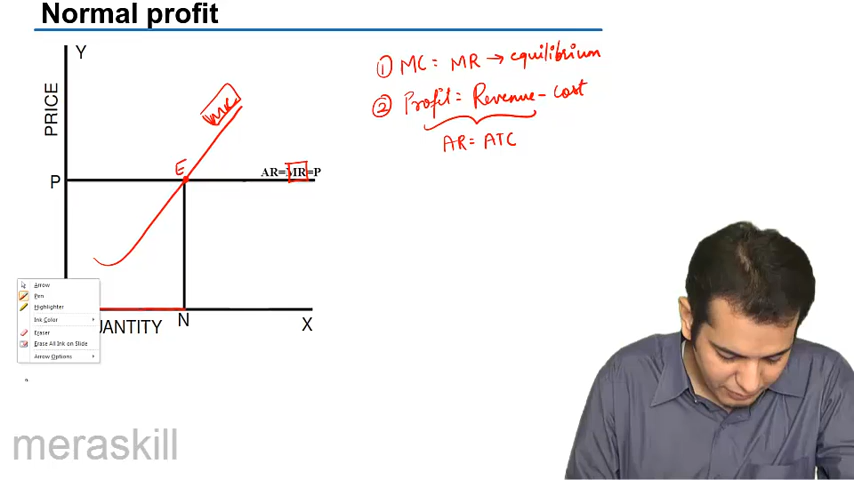 Normal profit
Y
① MC = MR → equilibrium
② Profit = Revenue - cost
AR = ATC
PRICE
MC
E
AR=MR=P
P
Arrow
Pen
Highlighter
Ink Color
Eraser
Erase All Ink on Slide
Arrow Options
UANTITY
N
X
meraskill